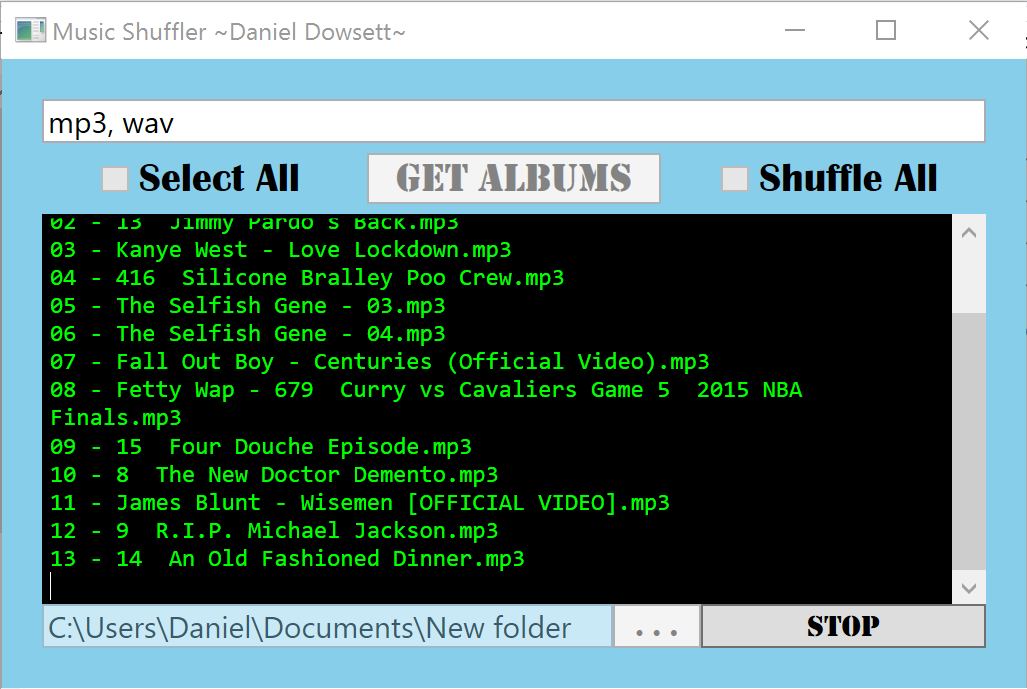 Music Shuffler ~Daniel Dowsett~
mp3, wav
Select All
GET ALBUMS
Shuffle All
02 - 13  Jimmy Pardo s Back.mp3
03 - Kanye West - Love Lockdown.mp3
04 - 416  Silicone Bralley Poo Crew.mp3
05 - The Selfish Gene - 03.mp3
06 - The Selfish Gene - 04.mp3
07 - Fall Out Boy - Centuries (Official Video).mp3
08 - Fetty Wap - 679  Curry vs Cavaliers Game 5  2015 NBA
Finals.mp3
09 - 15  Four Douche Episode.mp3
10 - 8  The New Doctor Demento.mp3
11 - James Blunt - Wisemen [OFFICIAL VIDEO].mp3
12 - 9  R.I.P. Michael Jackson.mp3
13 - 14  An Old Fashioned Dinner.mp3
C:\Users\Daniel\Documents\New folder
...
STOP